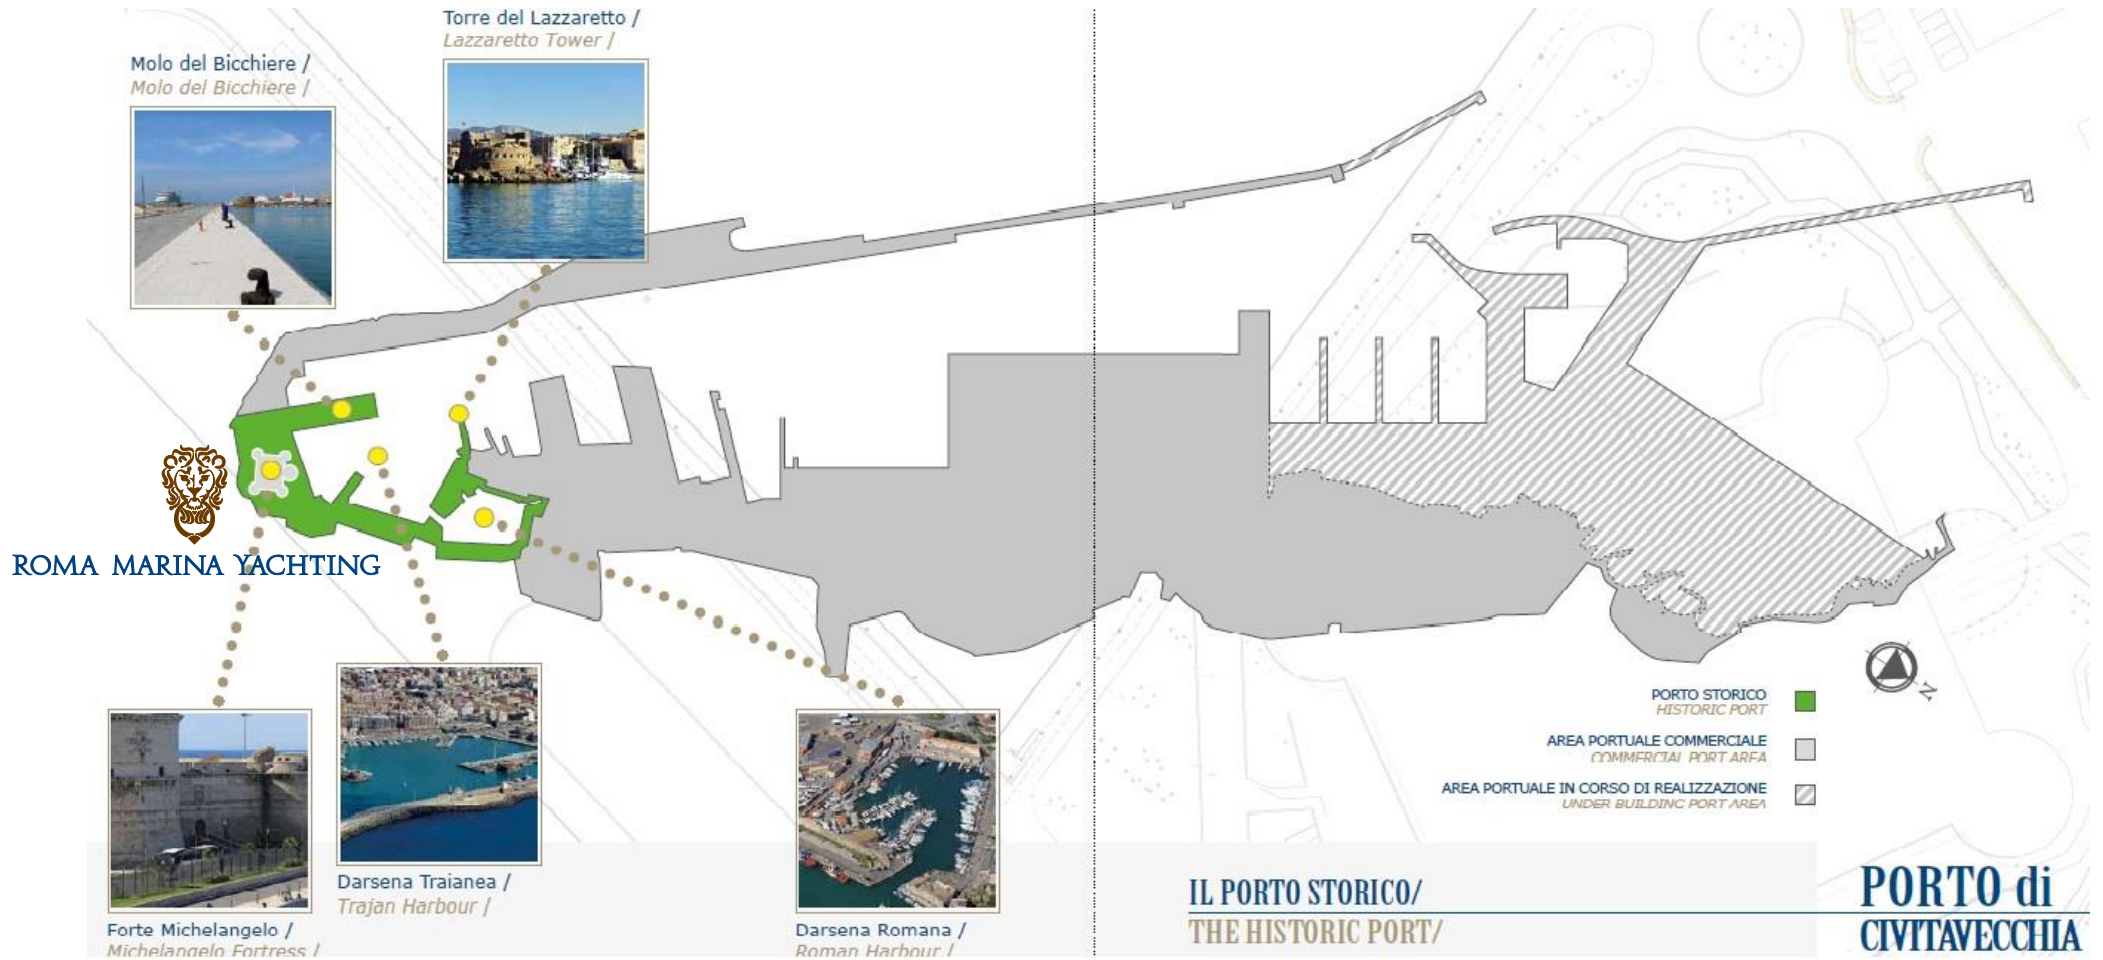 Torre del Lazzaretto /
Lazzaretto Tower /
Molo del Bicchiere /
Molo del Bicchiere /
ROMA MARINA YACHTING
N
PORTO STORICO
HISTORIC PORT
AREA PORTUALE COMMERCIALE
COMMERCIAL PORT AREA
AREA PORTUALE IN CORSO DI REALIZZAZIONE
UNDER BUILDING PORT AREA
Darsena Traianea /
Trajan Harbour /
Forte Michelangelo /
Michelangelo Fortress /
Darsena Romana /
Roman Harbour /
IL PORTO STORICO/
THE HISTORIC PORT/
PORTO di
CIVITAVECCHIA